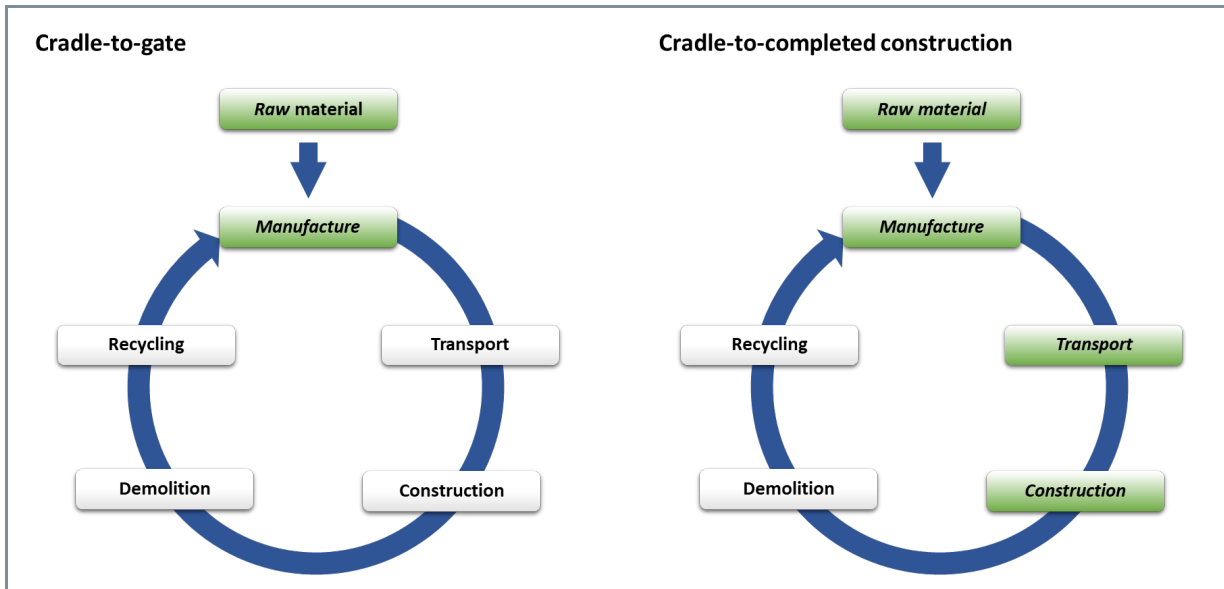 Cradle-to-gate
Raw material
Manufacture
Recycling
Transport
Demolition
Construction
Cradle-to-completed construction
Raw material
Manufacture
Recycling
Transport
Demolition
Construction